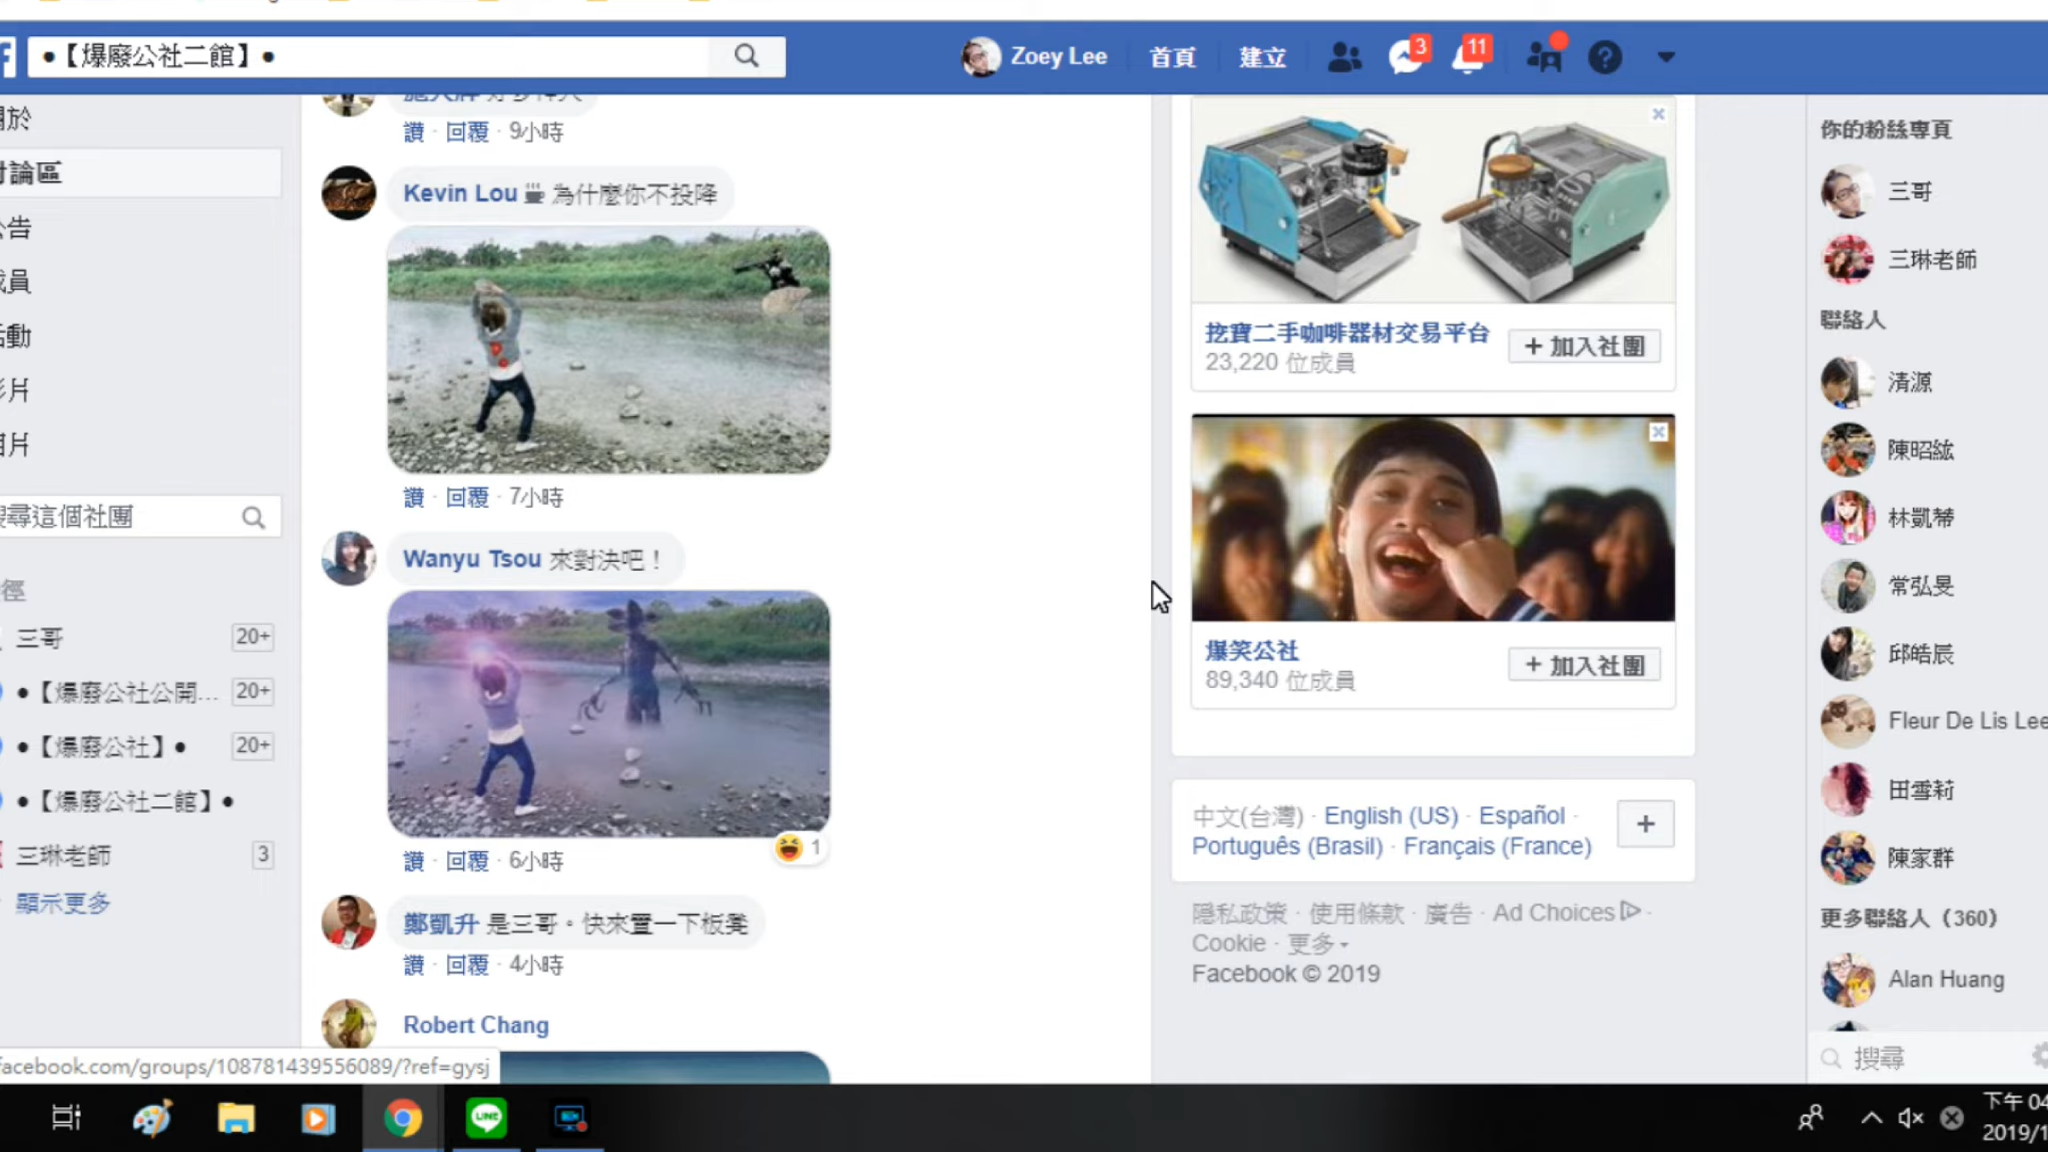 •【爆廢公社二館】•
Zoey Lee
首頁
建立
3
11
討論區
公告
成員
活動
影片
相片
搜尋這個社團
三哥 20+
•【爆廢公社公開... 20+
•【爆廢公社】• 20+
•【爆廢公社二館】•
三琳老師 3
顯示更多
讚 · 回覆 · 9小時
Kevin Lou 為什麼你不投降
讚 · 回覆 · 7小時
Wanyu Tsou 來對決吧！
1
讚 · 回覆 · 6小時
鄭凱升 是三哥。快來置一下板凳
讚 · 回覆 · 4小時
Robert Chang
facebook.com/groups/108781439556089/?ref=gysj
挖寶二手咖啡器材交易平台
23,220 位成員
+ 加入社團
爆笑公社
89,340 位成員
+ 加入社團
中文(台灣) · English (US) · Español ·
Português (Brasil) · Français (France)
+
隱私政策 · 使用條款 · 廣告 · Ad Choices ·
Cookie · 更多
Facebook © 2019
你的粉絲專頁
三哥
三琳老師
聯絡人
清源
陳昭鋐
林凱蒂
常弘旻
邱皓辰
Fleur De Lis Lee
田雪莉
陳家群
更多聯絡人（360）
Alan Huang
搜尋
LINE
下午 04
2019/1